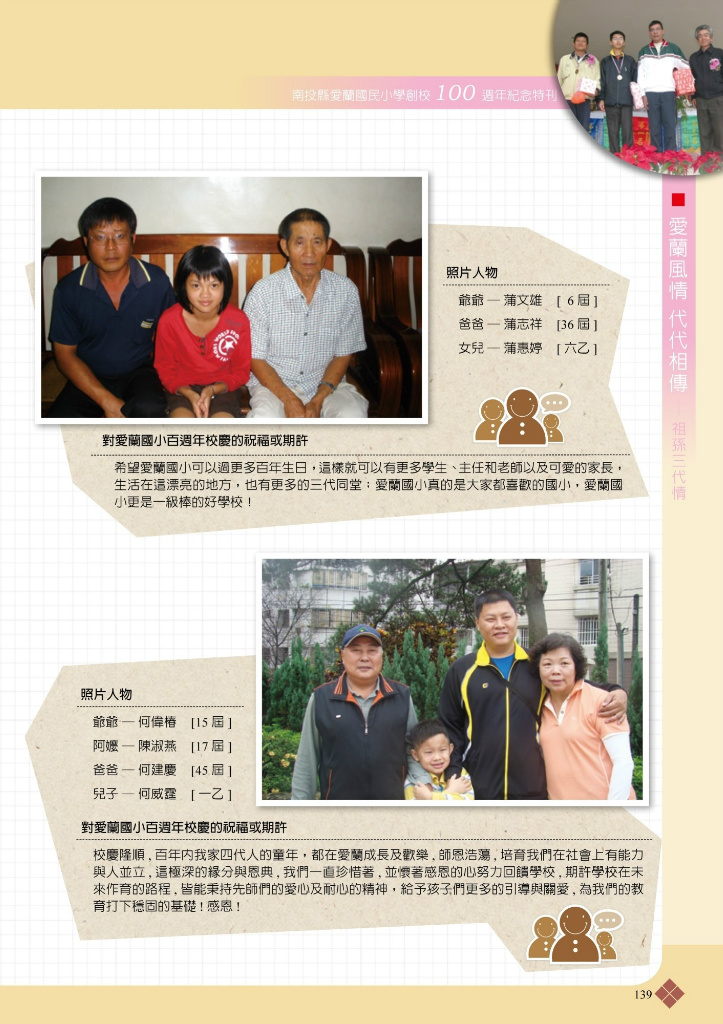 南投縣愛蘭國民小學創校 100 週年紀念特刊
■ 愛蘭風情 代代相傳
祖孫三代情
照片人物
爺爺 — 蒲文雄 [ 6 屆 ]
爸爸 — 蒲志祥 [36 屆 ]
女兒 — 蒲惠婷 [ 六乙 ]
對愛蘭國小百週年校慶的祝福或期許
希望愛蘭國小可以過更多百年生日，這樣就可以有更多學生、主任和老師以及可愛的家長，
生活在這漂亮的地方，也有更多的三代同堂；愛蘭國小真的是大家都喜歡的國小，愛蘭國
小更是一級棒的好學校！
照片人物
爺爺 — 何偉椿 [15 屆 ]
阿嬤 — 陳淑燕 [17 屆 ]
爸爸 — 何建慶 [45 屆 ]
兒子 — 何威霆 [ 一乙 ]
對愛蘭國小百週年校慶的祝福或期許
校慶隆順 , 百年内我家四代人的童年，都在愛蘭成長及歡樂 , 師恩浩蕩 , 培育我們在社會上有能力
與人並立 , 這極深的緣分與恩典 , 我們一直珍惜著 , 並懷著感恩的心努力回饋學校 , 期許學校在未
來作育的路程 , 皆能秉持先師們的愛心及耐心的精神，給予孩子們更多的引導與關愛 , 為我們的教
育打下穩固的基礎 ! 感恩 !
139